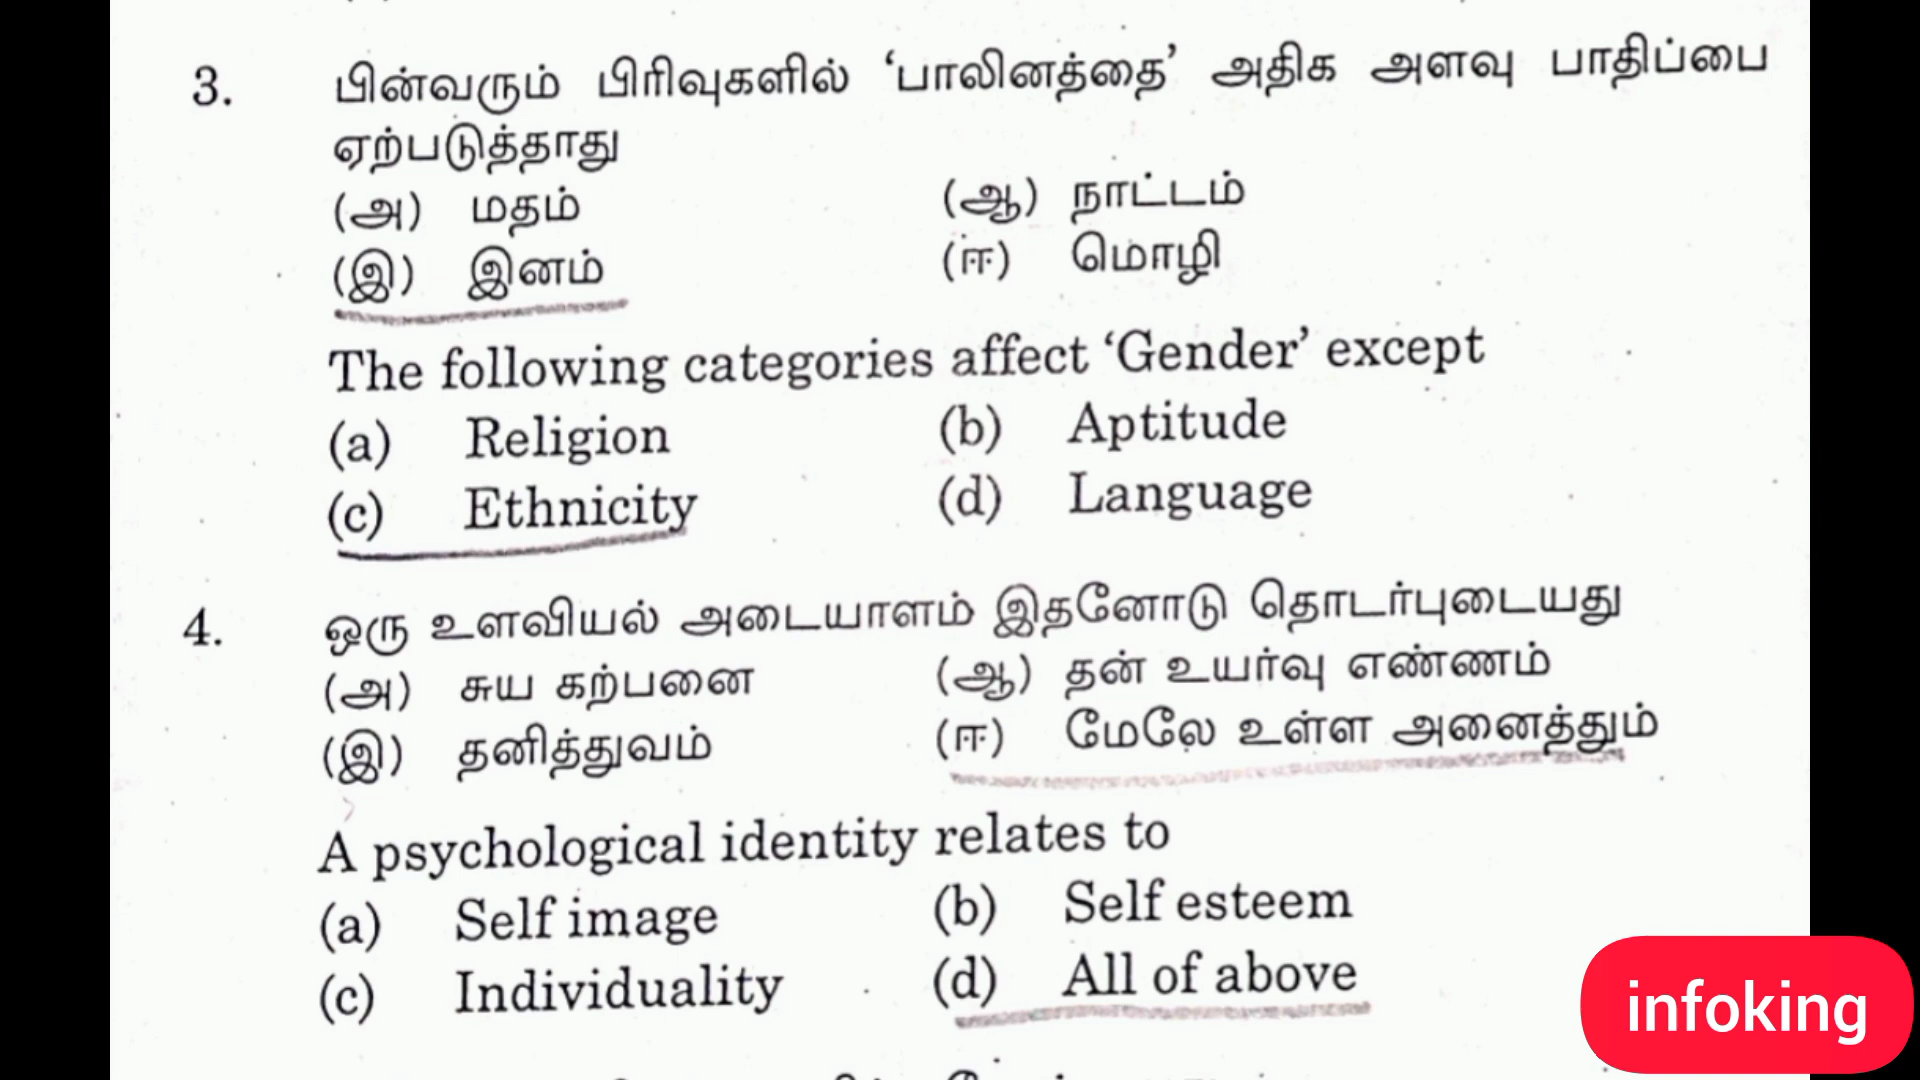 3. பின்வரும் பிரிவுகளில் ‘பாலினத்தை’ அதிக அளவு பாதிப்பை
ஏற்படுத்தாது
(அ) மதம் (ஆ) நாட்டம்
(இ) இனம் (ஈ) மொழி
The following categories affect ‘Gender’ except
(a) Religion (b) Aptitude
(c) Ethnicity (d) Language
4. ஒரு உளவியல் அடையாளம் இதனோடு தொடர்புடையது
(அ) சுய கற்பனை (ஆ) தன் உயர்வு எண்ணம்
(இ) தனித்துவம் (ஈ) மேலே உள்ள அனைத்தும்
A psychological identity relates to
(a) Self image (b) Self esteem
(c) Individuality (d) All of above
infoking